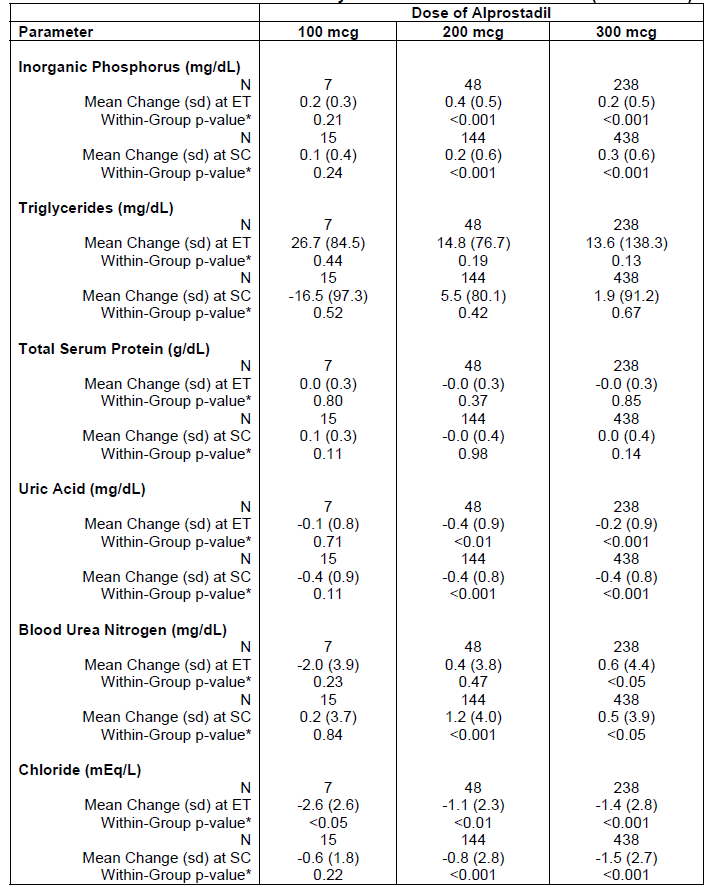 Dose of Alprostadil
Parameter 100 mcg 200 mcg 300 mcg
Inorganic Phosphorus (mg/dL)
N 7 48 238
Mean Change (sd) at ET 0.2 (0.3) 0.4 (0.5) 0.2 (0.5)
Within-Group p-value* 0.21 <0.001 <0.001
N 15 144 438
Mean Change (sd) at SC 0.1 (0.4) 0.2 (0.6) 0.3 (0.6)
Within-Group p-value* 0.24 <0.001 <0.001
Triglycerides (mg/dL)
N 7 48 238
Mean Change (sd) at ET 26.7 (84.5) 14.8 (76.7) 13.6 (138.3)
Within-Group p-value* 0.44 0.19 0.13
N 15 144 438
Mean Change (sd) at SC -16.5 (97.3) 5.5 (80.1) 1.9 (91.2)
Within-Group p-value* 0.52 0.42 0.67
Total Serum Protein (g/dL)
N 7 48 238
Mean Change (sd) at ET 0.0 (0.3) -0.0 (0.3) -0.0 (0.3)
Within-Group p-value* 0.80 0.37 0.85
N 15 144 438
Mean Change (sd) at SC 0.1 (0.3) -0.0 (0.4) 0.0 (0.4)
Within-Group p-value* 0.11 0.98 0.14
Uric Acid (mg/dL)
N 7 48 238
Mean Change (sd) at ET -0.1 (0.8) -0.4 (0.9) -0.2 (0.9)
Within-Group p-value* 0.71 <0.01 <0.001
N 15 144 438
Mean Change (sd) at SC -0.4 (0.9) -0.4 (0.8) -0.4 (0.8)
Within-Group p-value* 0.11 <0.001 <0.001
Blood Urea Nitrogen (mg/dL)
N 7 48 238
Mean Change (sd) at ET -2.0 (3.9) 0.4 (3.8) 0.6 (4.4)
Within-Group p-value* 0.23 0.47 <0.05
N 15 144 438
Mean Change (sd) at SC 0.2 (3.7) 1.2 (4.0) 0.5 (3.9)
Within-Group p-value* 0.84 <0.001 <0.05
Chloride (mEq/L)
N 7 48 238
Mean Change (sd) at ET -2.6 (2.6) -1.1 (2.3) -1.4 (2.8)
Within-Group p-value* <0.05 <0.01 <0.001
N 15 144 438
Mean Change (sd) at SC -0.6 (1.8) -0.8 (2.8) -1.5 (2.7)
Within-Group p-value* 0.22 <0.001 <0.001